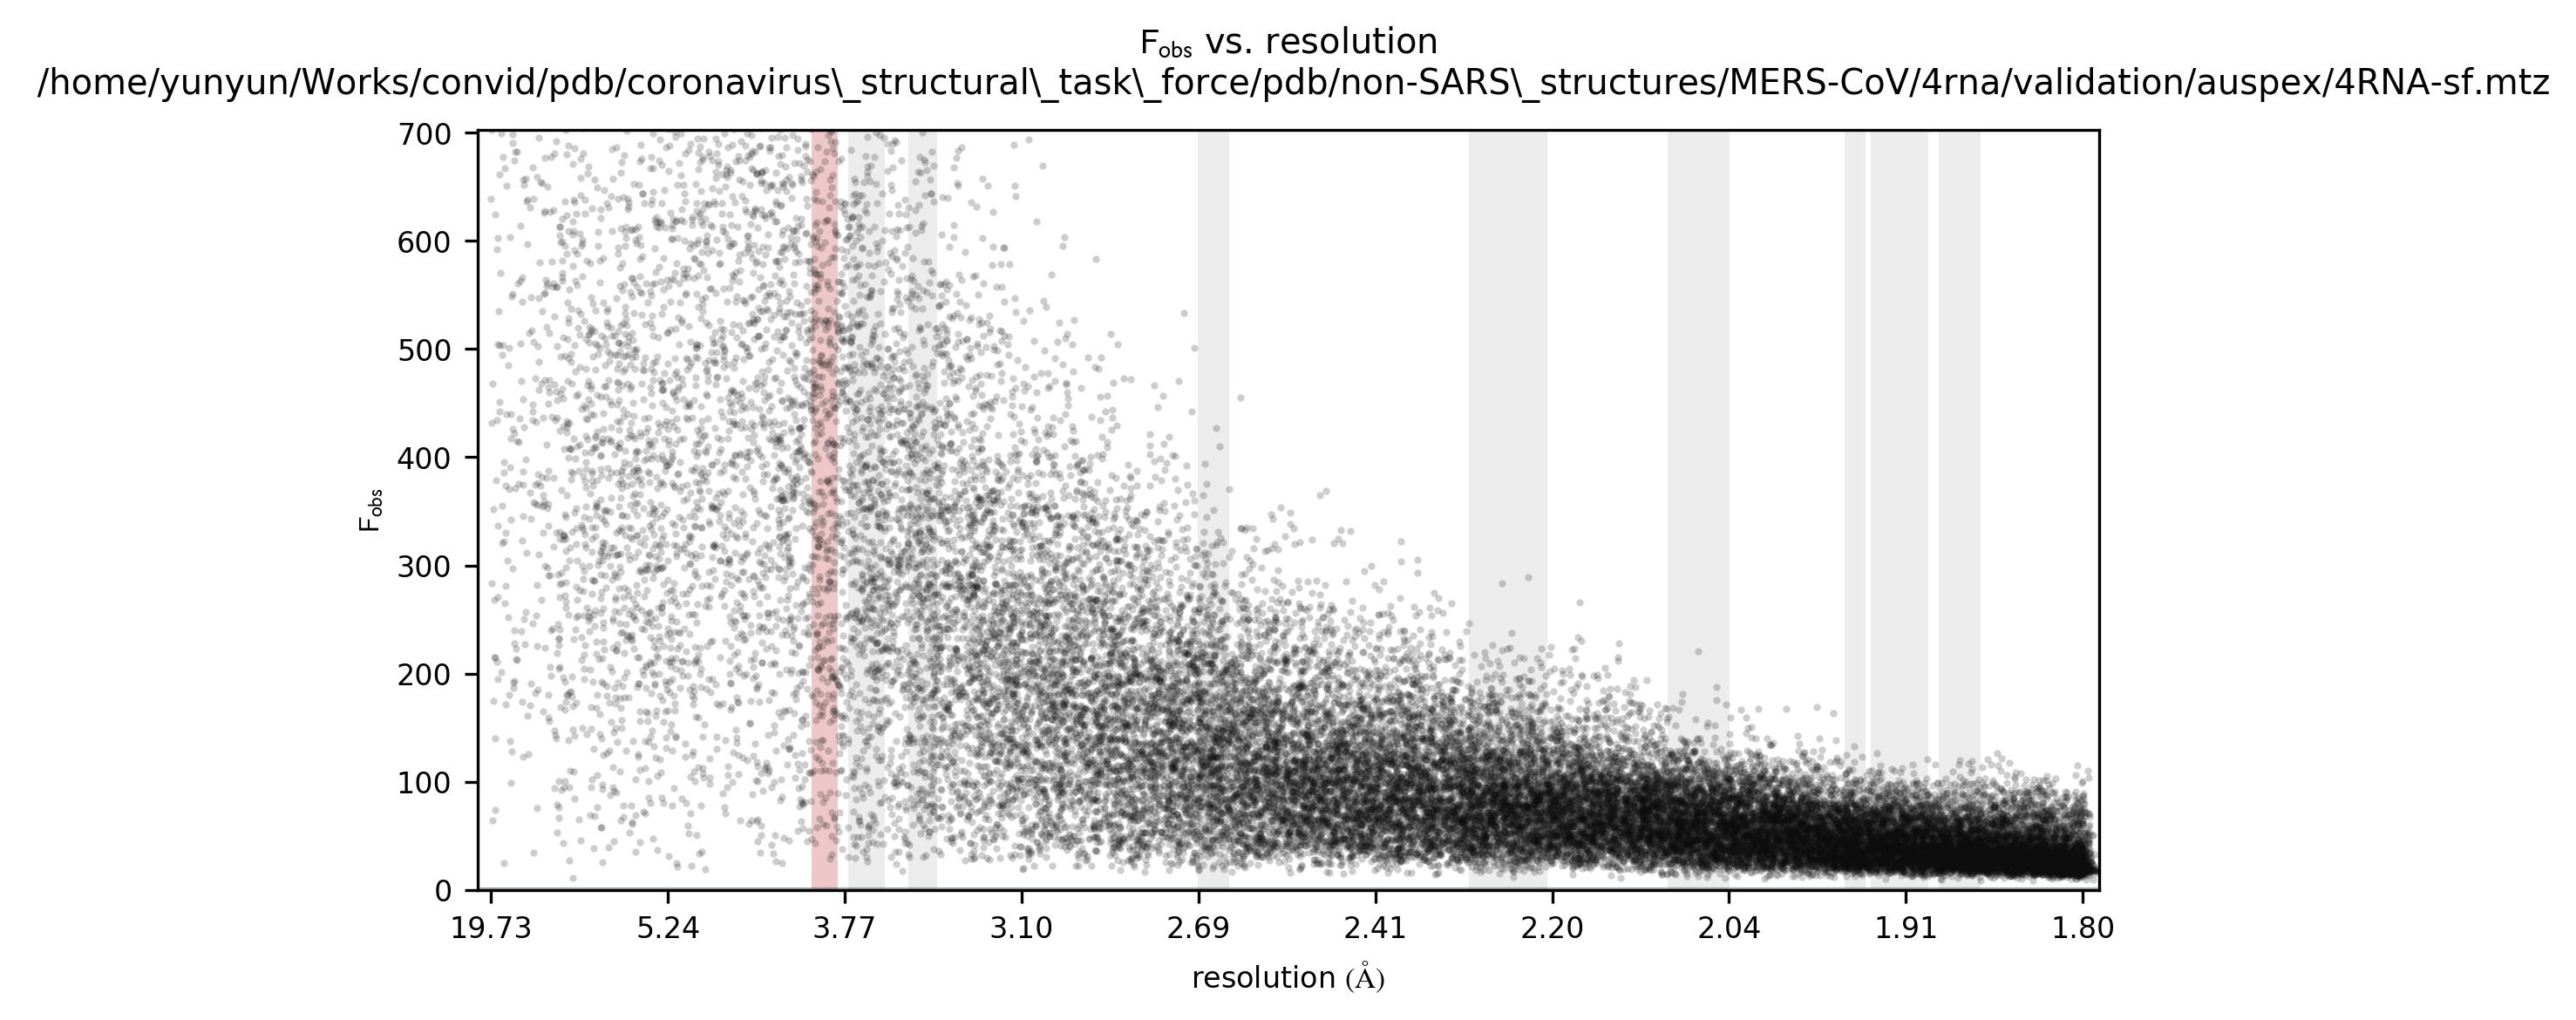 F_obs vs. resolution
/home/yunyun/Works/convid/pdb/coronavirus\_structural\_task\_force/pdb/non-SARS\_structures/MERS-CoV/4rna/validation/auspex/4RNA-sf.mtz
700
600
500
400
300
200
100
0
F_obs
19.73 5.24 3.77 3.10 2.69 2.41 2.20 2.04 1.91 1.80
resolution (Å)